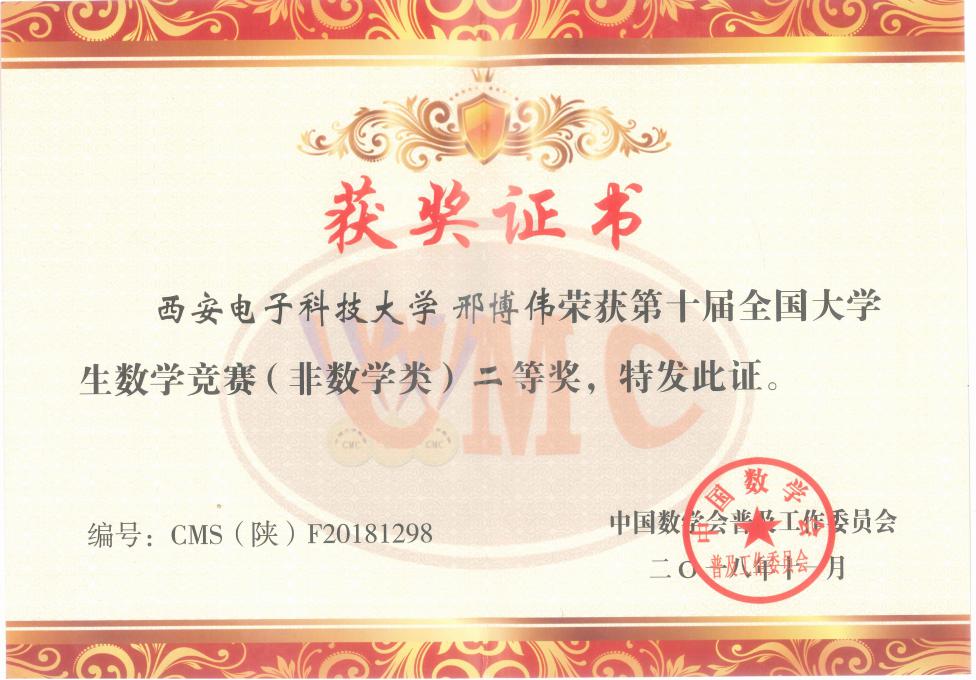 获奖证书
西安电子科技大学 邢博伟荣获第十届全国大学
生数学竞赛（非数学类）二等奖，特发此证。
CMC
CMC
CMC
编号：CMS（陕）F20181298
中国数学会普及工作委员会
二〇一八年十一月
中国数学会
普及工作委员会